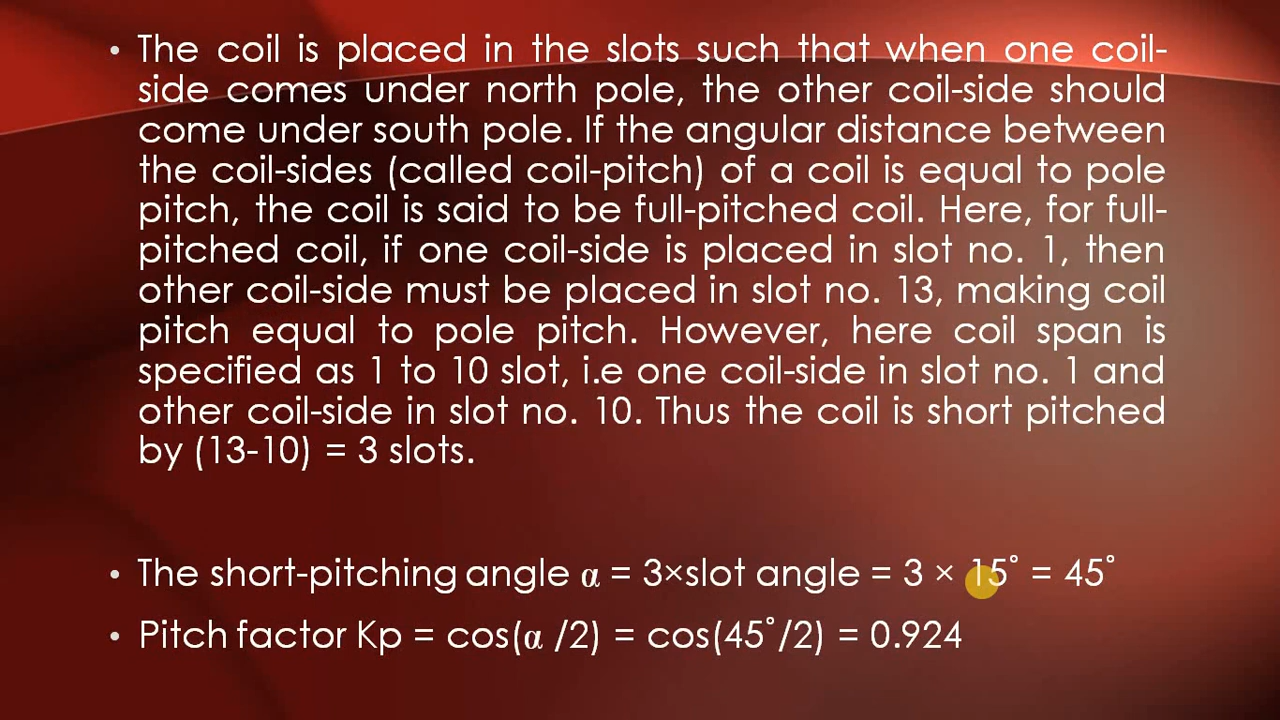 • The coil is placed in the slots such that when one coil-
side comes under north pole, the other coil-side should
come under south pole. If the angular distance between
the coil-sides (called coil-pitch) of a coil is equal to pole
pitch, the coil is said to be full-pitched coil. Here, for full-
pitched coil, if one coil-side is placed in slot no. 1, then
other coil-side must be placed in slot no. 13, making coil
pitch equal to pole pitch. However, here coil span is
specified as 1 to 10 slot, i.e one coil-side in slot no. 1 and
other coil-side in slot no. 10. Thus the coil is short pitched
by (13-10) = 3 slots.
• The short-pitching angle α = 3×slot angle = 3 × 15° = 45°
• Pitch factor Kp = cos(α /2) = cos(45°/2) = 0.924